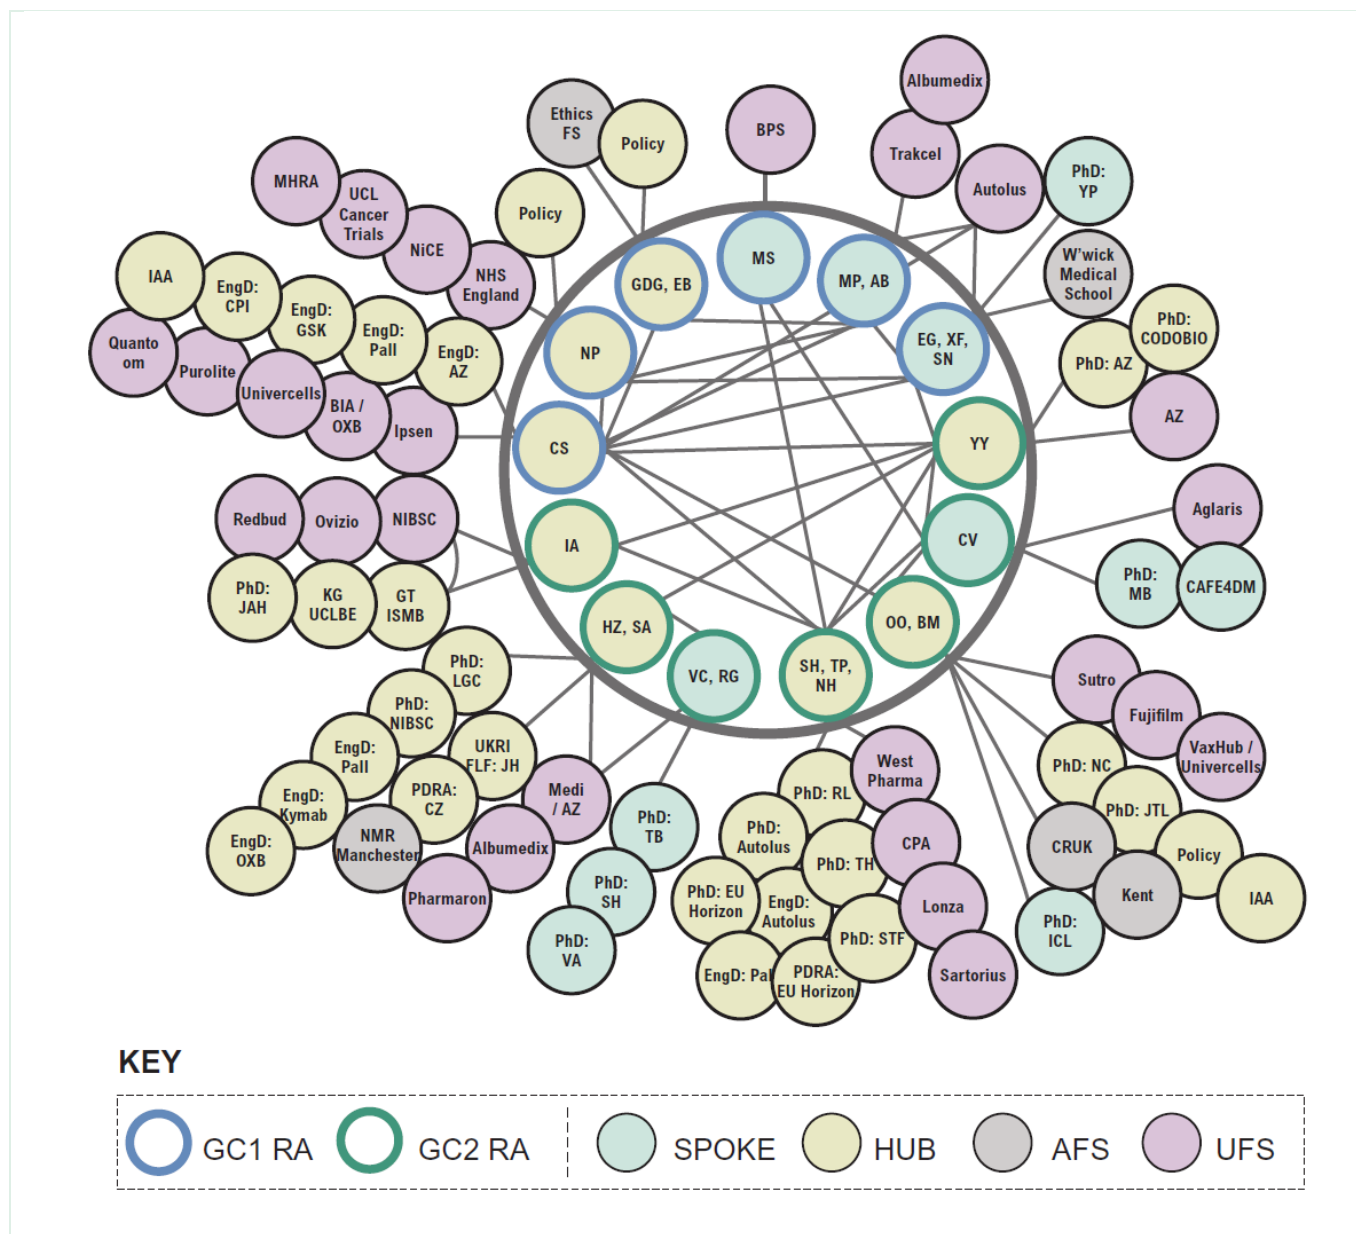 Albumedix
Ethics
FS
Policy
BPS
Trakcel
Autolus
PhD:
YP
MHRA
UCL
Cancer
Trials
NiCE
NHS
England
Policy
W'wick
Medical
School
IAA
EngD:
CPI
EngD:
GSK
EngD:
Pall
EngD:
AZ
Quanto
om
Purolite
Univercells
BIA /
OXB
Ipsen
GDG, EB
MS
MP, AB
EG, XF,
SN
NP
CS
YY
PhD: AZ
PhD:
CODOBIO
AZ
Redbud
Ovizio
NIBSC
IA
CV
Aglaris
PhD:
JAH
KG
UCLBE
GT
ISMB
HZ, SA
VC, RG
SH, TP,
NH
OO, BM
PhD:
MB
CAFE4DM
PhD:
LGC
PhD:
NIBSC
EngD:
Pall
UKRI
FLF: JH
EngD:
Kymab
PDRA:
CZ
Medi
/ AZ
EngD:
OXB
NMR
Manchester
Albumedix
Pharmaron
PhD:
TB
PhD:
SH
PhD:
VA
West
Pharma
PhD: RL
PhD:
Autolus
CPA
PhD: TH
PhD: EU
Horizon
EngD:
Autolus
Lonza
PhD: STF
EngD: Pal
PDRA:
EU Horizon
Sartorius
Sutro
Fujifilm
VaxHub /
Univercells
PhD: NC
PhD: JTL
CRUK
Policy
Kent
IAA
PhD:
ICL
KEY
GC1 RA
GC2 RA
SPOKE
HUB
AFS
UFS